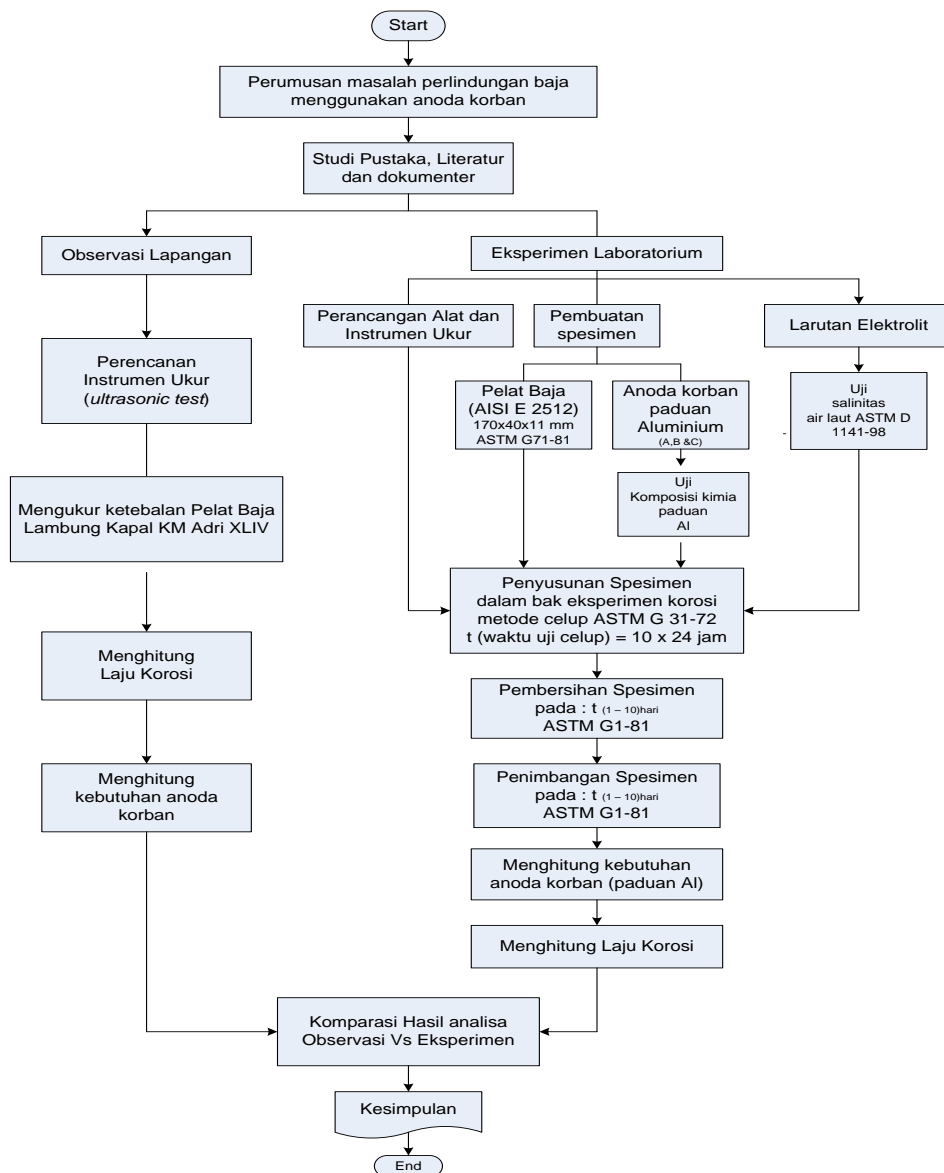 Start
Perumusan masalah perlindungan baja
menggunakan anoda korban
Studi Pustaka, Literatur
dan dokumenter
Observasi Lapangan
Eksperimen Laboratorium
Perencanan
Instrumen Ukur
(ultrasonic test)
Mengukur ketebalan Pelat Baja
Lambung Kapal KM Adri XLIV
Menghitung
Laju Korosi
Menghitung
kebutuhan anoda
korban
Perancangan Alat dan
Instrumen Ukur
Pembuatan
spesimen
Larutan Elektrolit
Pelat Baja
(AISI E 2512)
170x40x11 mm
ASTM G71-81
Anoda korban
paduan
Aluminium
(A,B &C)
Uji
salinitas
air laut ASTM D
1141-98
-
Uji
Komposisi kimia
paduan
Al
Penyusunan Spesimen
dalam bak eksperimen korosi
metode celup ASTM G 31-72
t (waktu uji celup) = 10 x 24 jam
Pembersihan Spesimen
pada : t (1 – 10)hari
ASTM G1-81
Penimbangan Spesimen
pada : t (1 – 10)hari
ASTM G1-81
Menghitung kebutuhan
anoda korban (paduan Al)
Menghitung Laju Korosi
Komparasi Hasil analisa
Observasi Vs Eksperimen
Kesimpulan
End